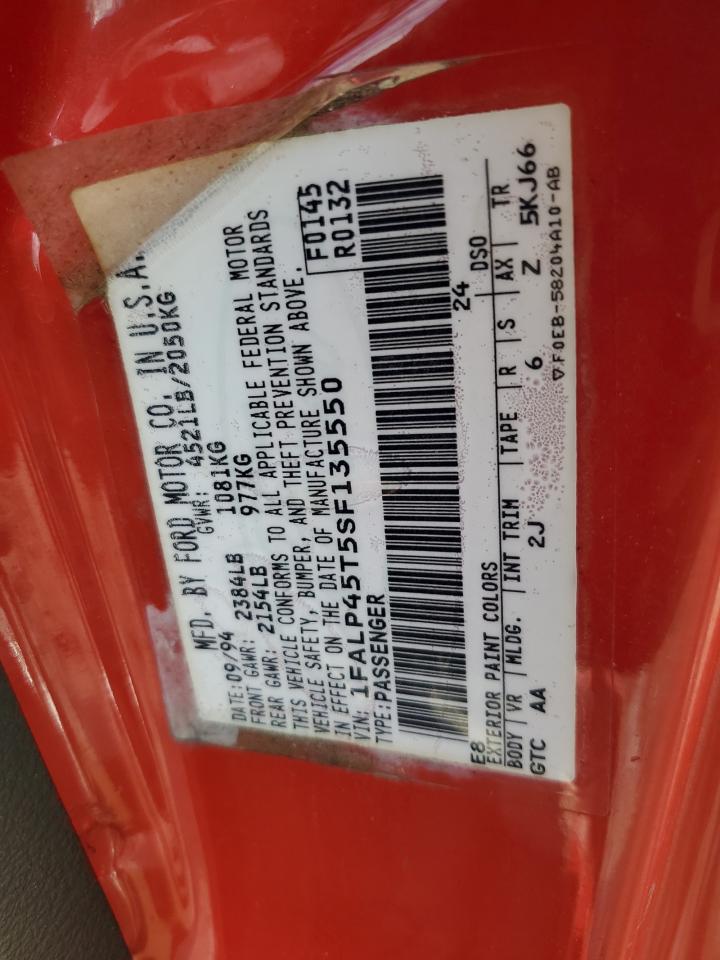 MFD. BY FORD MOTOR CO. IN U.S.A.
DATE: 09/94 GVWR: 4521LB/2050KG
FRONT GAWR: 2384LB 1081KG
REAR GAWR: 2154LB 977KG
THIS VEHICLE CONFORMS TO ALL APPLICABLE FEDERAL MOTOR
VEHICLE SAFETY, BUMPER, AND THEFT PREVENTION STANDARDS
IN EFFECT ON THE DATE OF MANUFACTURE SHOWN ABOVE.
VIN: 1FALP45T5SF135550 F0145
TYPE: PASSENGER R0132
E8 24 DSO
EXTERIOR PAINT COLORS
BODY VR MLDG. INT TRIM TAPE R S AX TR
GTC AA 2J 6 Z 5KJ66
▽F0EB-58204A10-AB